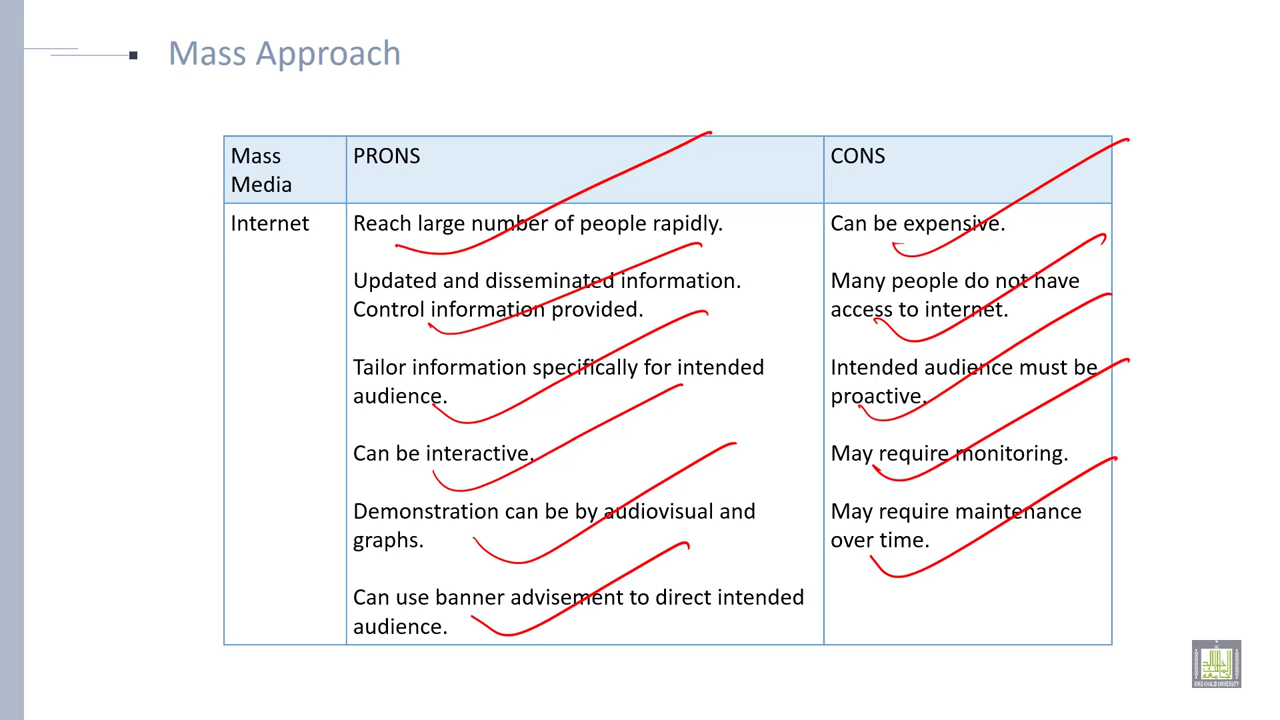 Mass Approach
Mass
Media
PRONS
CONS
Internet
Reach large number of people rapidly.
Updated and disseminated information.
Control information provided.
Tailor information specifically for intended
audience.
Can be interactive.
Demonstration can be by audiovisual and
graphs.
Can use banner advisement to direct intended
audience.
Can be expensive.
Many people do not have
access to internet.
Intended audience must be
proactive.
May require monitoring.
May require maintenance
over time.
KING KHALID UNIVERSITY